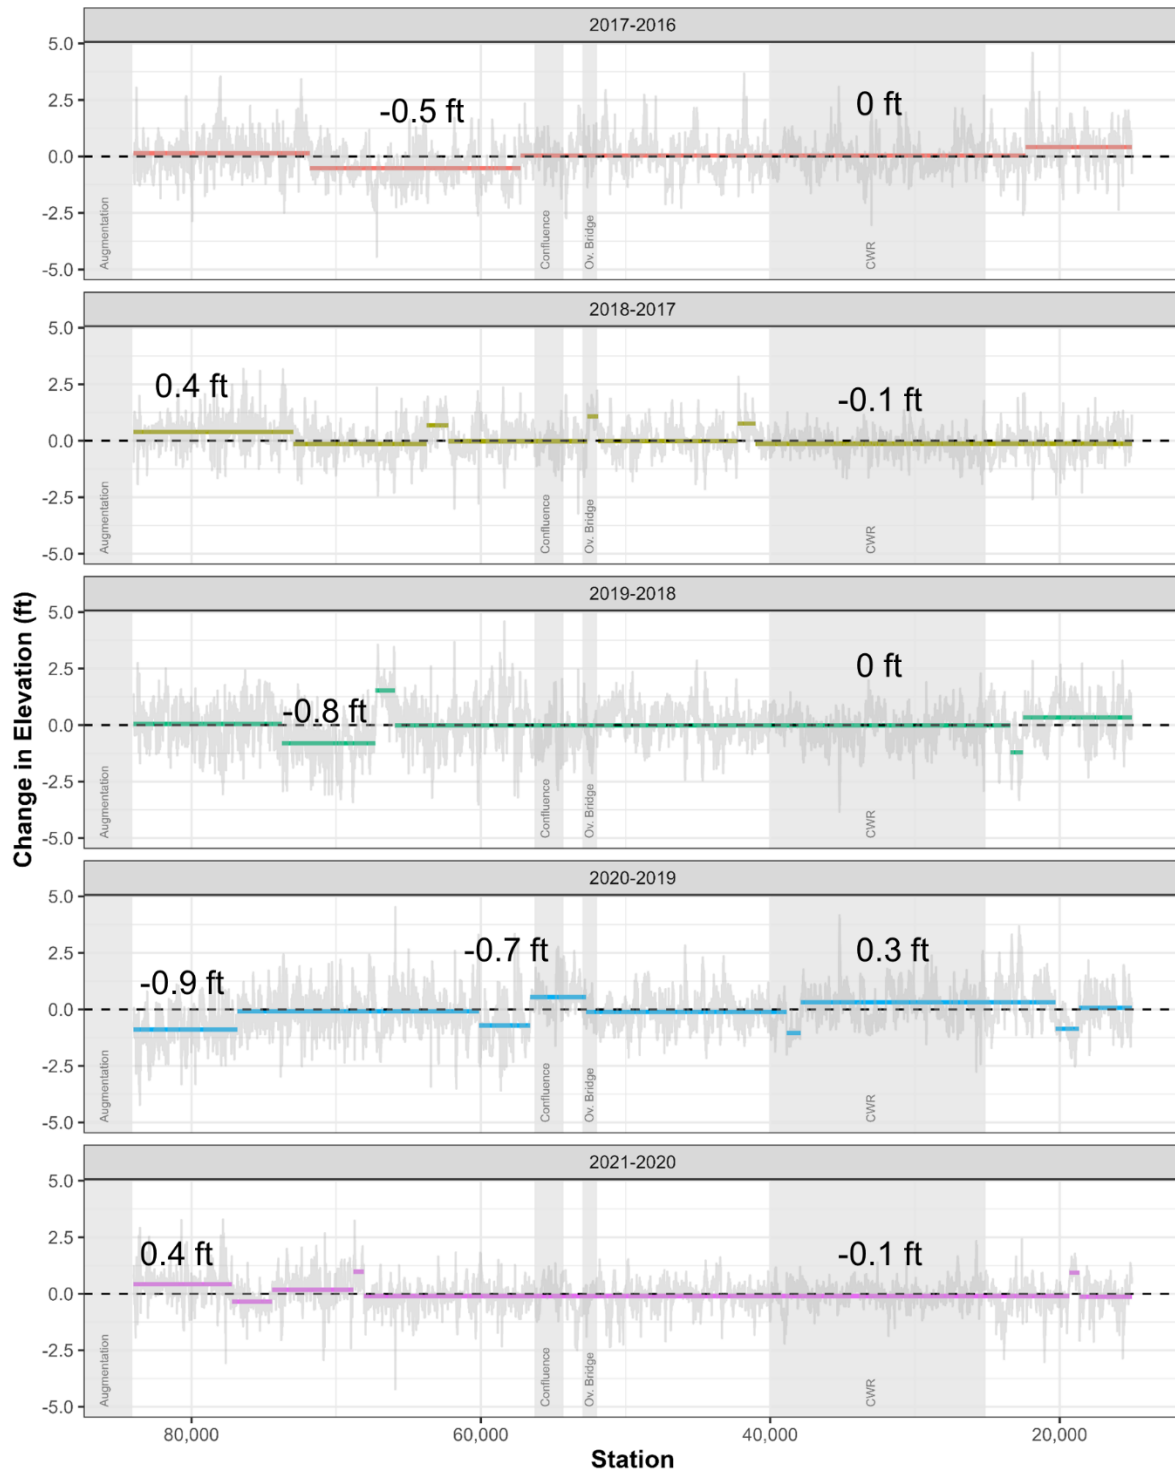 2017-2016
5.0
2.5
0.0
-2.5
-5.0
-0.5 ft
0 ft
Augmentation
Confluence
Ov. Bridge
CWR
2018-2017
5.0
2.5
0.0
-2.5
-5.0
0.4 ft
-0.1 ft
Augmentation
Confluence
Ov. Bridge
CWR
Change in Elevation (ft)
2019-2018
5.0
2.5
0.0
-2.5
-5.0
-0.8 ft
0 ft
Augmentation
Confluence
Ov. Bridge
CWR
2020-2019
5.0
2.5
0.0
-2.5
-5.0
-0.9 ft
-0.7 ft
0.3 ft
Augmentation
Confluence
Ov. Bridge
CWR
2021-2020
5.0
2.5
0.0
-2.5
-5.0
0.4 ft
-0.1 ft
Augmentation
Confluence
Ov. Bridge
CWR
80,000
60,000
40,000
20,000
Station